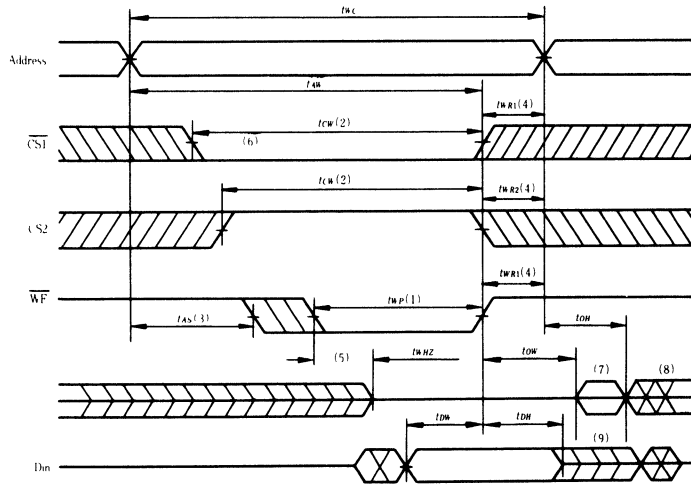 tWC
Address
tAW
tWR1(4)
tCW(2)
CS1
(6)
tCW(2)
tWR2(4)
CS2
tWR1(4)
WE
tWP(1)
tAS(3)
tOH
(5)
tWHZ
tOW
(7)
(8)
tDW
tDH
(9)
Din